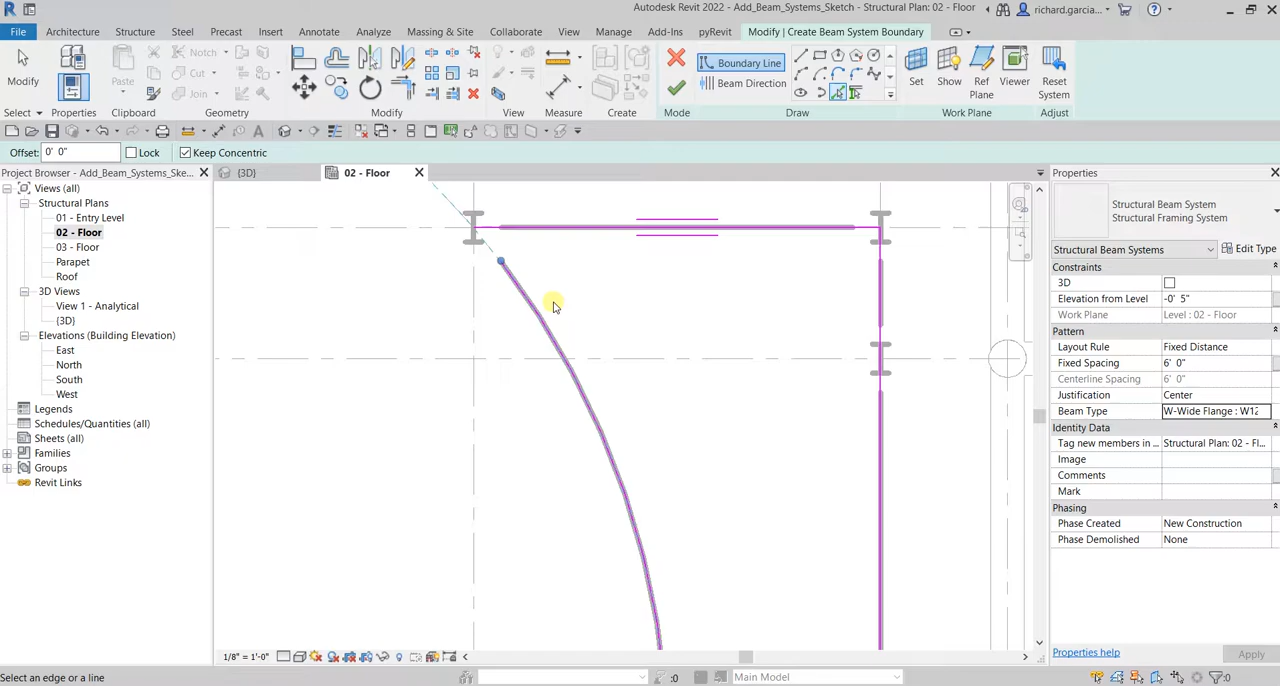 Autodesk Revit 2022 - Add_Beam_Systems_Sketch - Structural Plan: 02 - Floor
richard.garcia...
File
Architecture
Structure
Steel
Precast
Insert
Annotate
Analyze
Massing & Site
Collaborate
View
Manage
Add-Ins
pyRevit
Modify | Create Beam System Boundary
Modify
Paste
Notch
Cut
Join
Boundary Line
Beam Direction
Set
Show
Ref
Plane
Viewer
Reset
System
Select
Properties
Clipboard
Geometry
Modify
View
Measure
Create
Mode
Draw
Work Plane
Adjust
Offset: 0' 0"
Lock
Keep Concentric
Project Browser - Add_Beam_Systems_Ske...
{3D}
02 - Floor
Properties
Views (all)
Structural Plans
01 - Entry Level
02 - Floor
03 - Floor
Parapet
Roof
3D Views
View 1 - Analytical
{3D}
Elevations (Building Elevation)
East
North
South
West
Legends
Schedules/Quantities (all)
Sheets (all)
Families
Groups
Revit Links
Structural Beam System
Structural Framing System
Structural Beam Systems
Edit Type
Constraints
3D
Elevation from Level -0' 5"
Work Plane Level : 02 - Floor
Pattern
Layout Rule Fixed Distance
Fixed Spacing 6' 0"
Centerline Spacing 6' 0"
Justification Center
Beam Type W-Wide Flange : W12
Identity Data
Tag new members in ... Structural Plan: 02 - Fl...
Image
Comments
Mark
Phasing
Phase Created New Construction
Phase Demolished None
Properties help
Apply
1/8" = 1'-0"
Select an edge or a line
:0
Main Model
:0